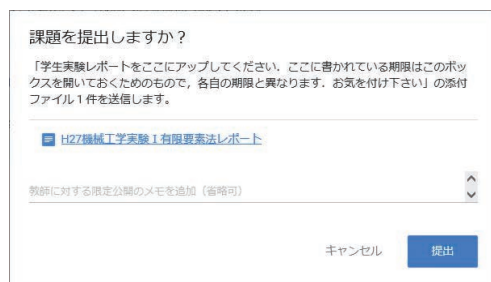 課題を提出しますか？
「学生実験レポートをここにアップしてください．ここに書かれている期限はこのボッ
クスを開いておくためのもので，各自の期限と異なります．お気を付け下さい」の添付
ファイル 1 件を送信します。
H27機械工学実験 I 有限要素法レポート
教師に対する限定公開のメモを追加（省略可）
キャンセル 提出